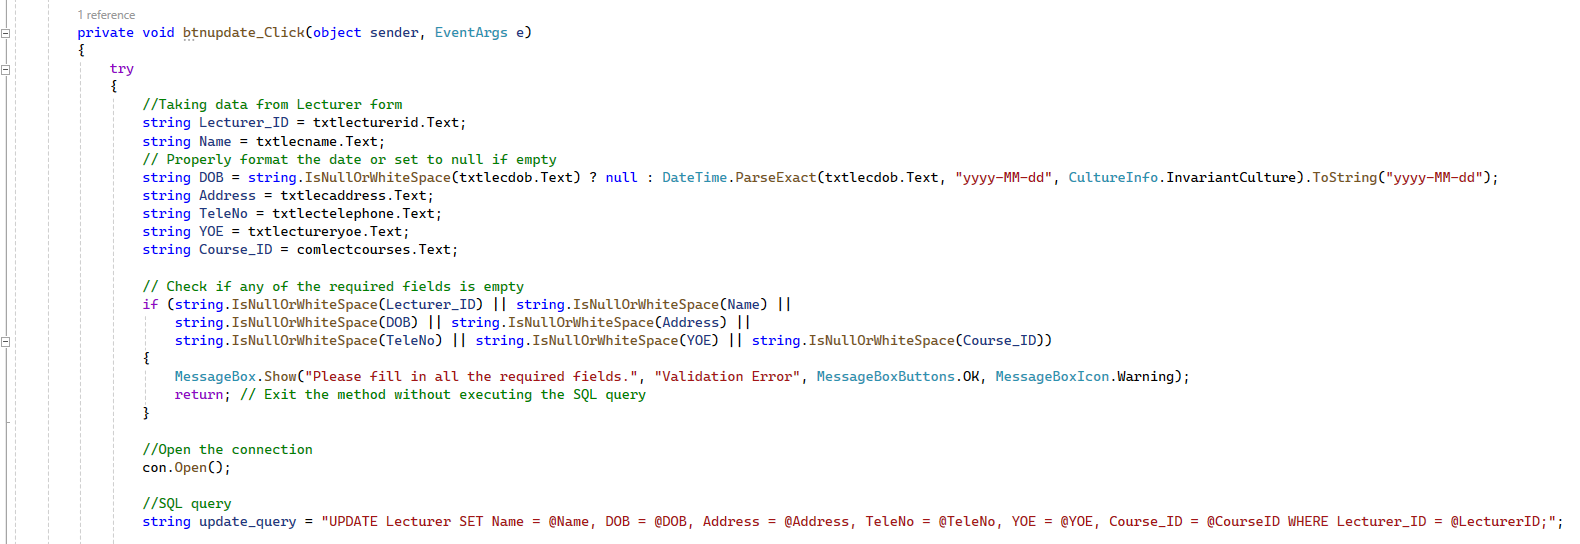 1 reference
private void btnupdate_Click(object sender, EventArgs e)
{
try
{
//Taking data from Lecturer form
string Lecturer_ID = txtlecturerid.Text;
string Name = txtlecname.Text;
// Properly format the date or set to null if empty
string DOB = string.IsNullOrWhiteSpace(txtlecdob.Text) ? null : DateTime.ParseExact(txtlecdob.Text, "yyyy-MM-dd", CultureInfo.InvariantCulture).ToString("yyyy-MM-dd");
string Address = txtlecaddress.Text;
string TeleNo = txtlectelephone.Text;
string YOE = txtlectureryoe.Text;
string Course_ID = comlectcourses.Text;
// Check if any of the required fields is empty
if (string.IsNullOrWhiteSpace(Lecturer_ID) || string.IsNullOrWhiteSpace(Name) ||
string.IsNullOrWhiteSpace(DOB) || string.IsNullOrWhiteSpace(Address) ||
string.IsNullOrWhiteSpace(TeleNo) || string.IsNullOrWhiteSpace(YOE) || string.IsNullOrWhiteSpace(Course_ID))
{
MessageBox.Show("Please fill in all the required fields.", "Validation Error", MessageBoxButtons.OK, MessageBoxIcon.Warning);
return; // Exit the method without executing the SQL query
}
//Open the connection
con.Open();
//SQL query
string update_query = "UPDATE Lecturer SET Name = @Name, DOB = @DOB, Address = @Address, TeleNo = @TeleNo, YOE = @YOE, Course_ID = @CourseID WHERE Lecturer_ID = @LecturerID;";